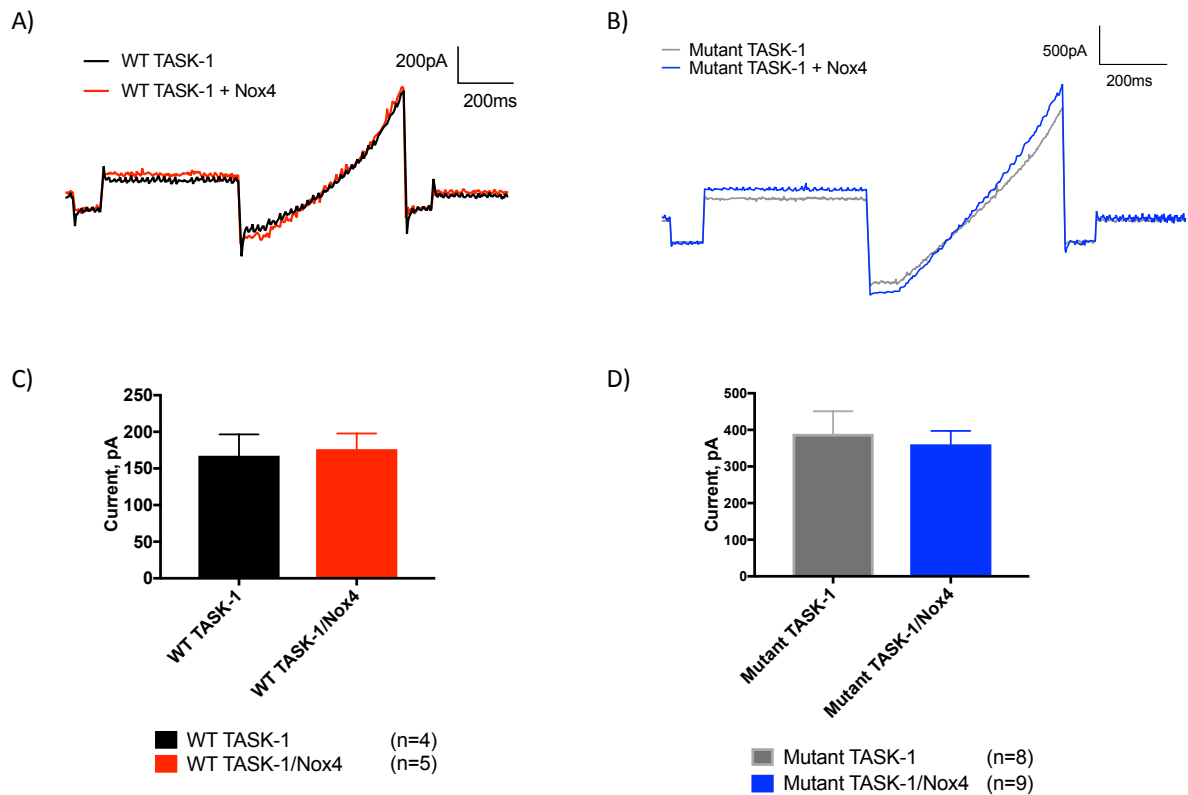 A)
WT TASK-1
WT TASK-1 + Nox4
200pA
200ms
B)
Mutant TASK-1
Mutant TASK-1 + Nox4
500pA
200ms
C)
Current, pA
250
200
150
100
50
0
WT TASK-1
WT TASK-1/Nox4
WT TASK-1 (n=4)
WT TASK-1/Nox4 (n=5)
D)
Current, pA
500
400
300
200
100
0
Mutant TASK-1
Mutant TASK-1/Nox4
Mutant TASK-1 (n=8)
Mutant TASK-1/Nox4 (n=9)